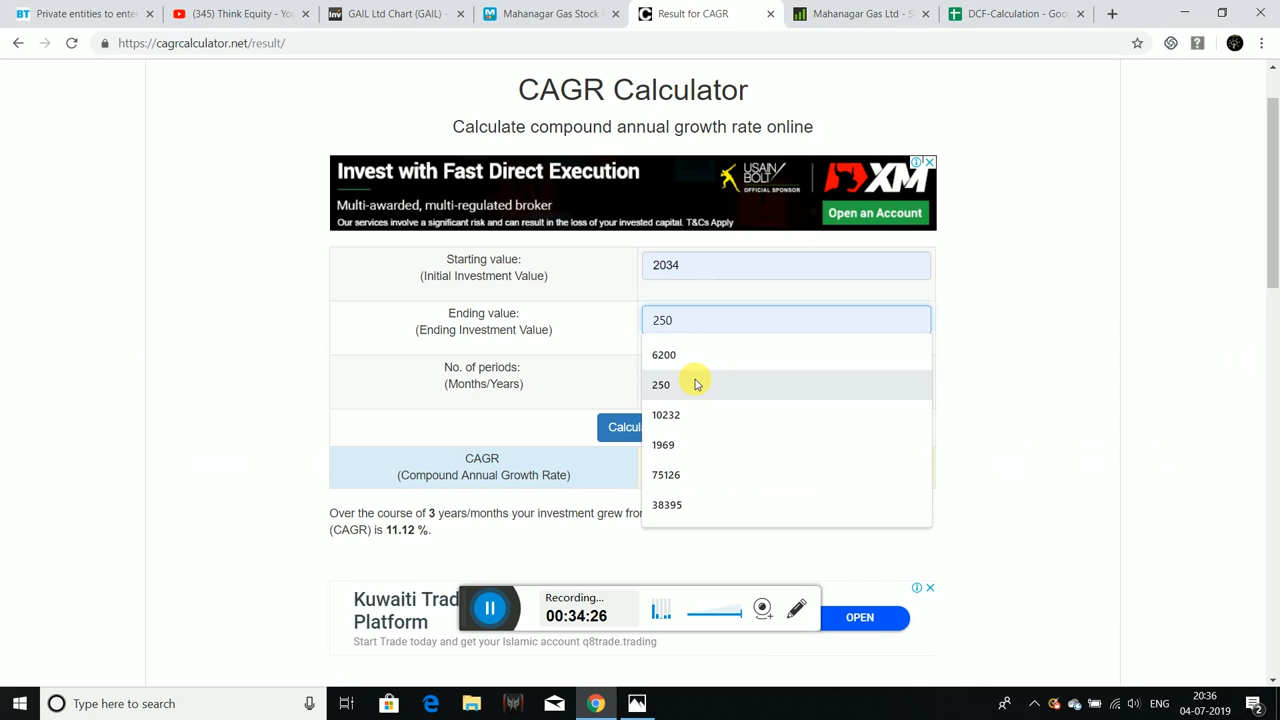 Private entities to ente
(345) Think Equity - Yo
GAIL Ltd Chart (GAIL)
Mahanagar Gas Stock
Result for CAGR
Mahanagar Gas Ltd - S
DCF-Calculation - Goog
https://cagrcalculator.net/result/
CAGR Calculator
Calculate compound annual growth rate online
Invest with Fast Direct Execution
Multi-awarded, multi-regulated broker
Our services involve a significant risk and can result in the loss of your invested capital. T&Cs Apply
USAIN
BOLT
OFFICIAL SPONSOR
XM
Open an Account
Starting value:
(Initial Investment Value)
2034
Ending value:
(Ending Investment Value)
250
No. of periods:
(Months/Years)
6200
250
10232
1969
75126
38395
Calcul
CAGR
(Compound Annual Growth Rate)
Over the course of 3 years/months your investment grew fro
(CAGR) is 11.12 %.
Kuwaiti Trad
Platform
Start Trade today and get your Islamic account q8trade.trading
Recording...
00:34:26
OPEN
Type here to search
ENG
20:36
04-07-2019
2